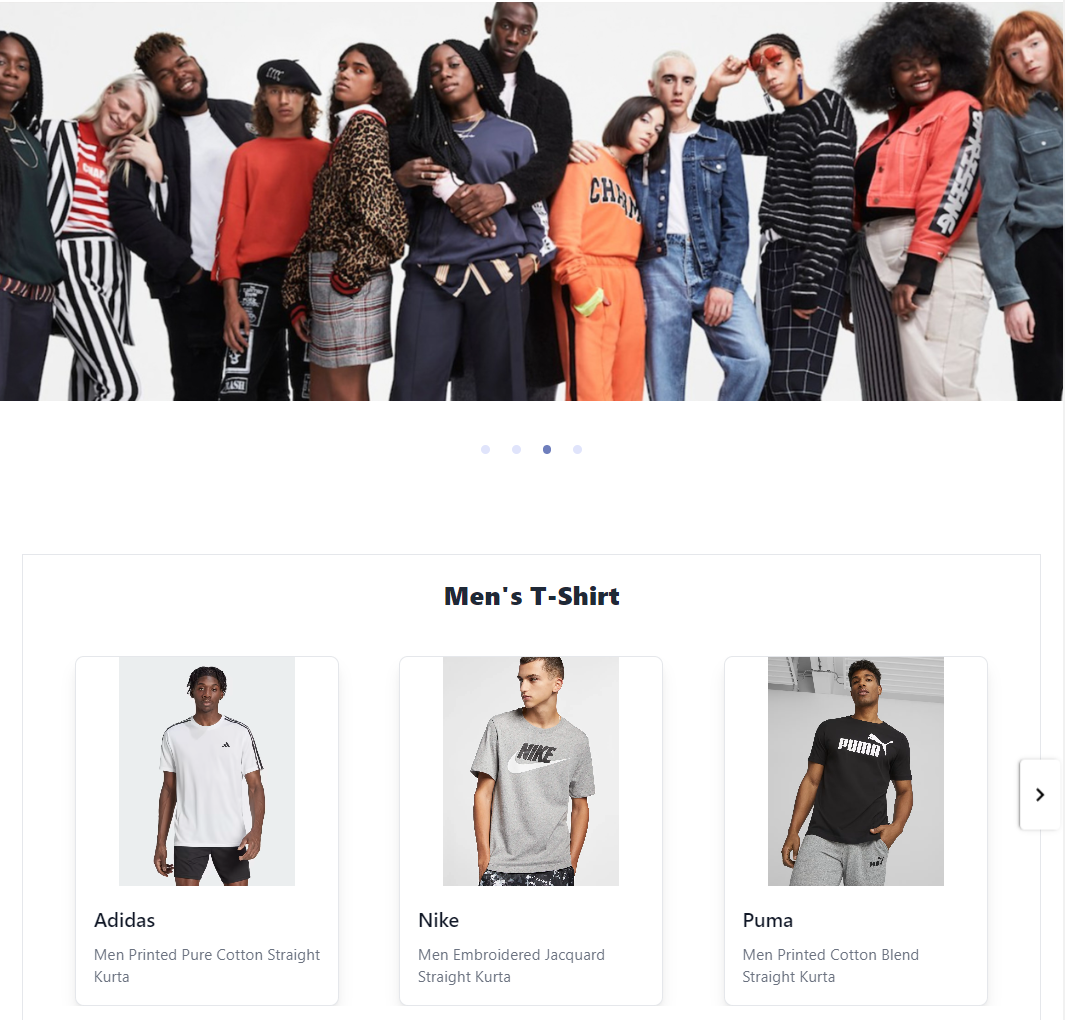 CHAM
Men's T-Shirt
NIKE
PUMA
Adidas
Nike
Puma
Men Printed Pure Cotton Straight
Kurta
Men Embroidered Jacquard
Straight Kurta
Men Printed Cotton Blend
Straight Kurta